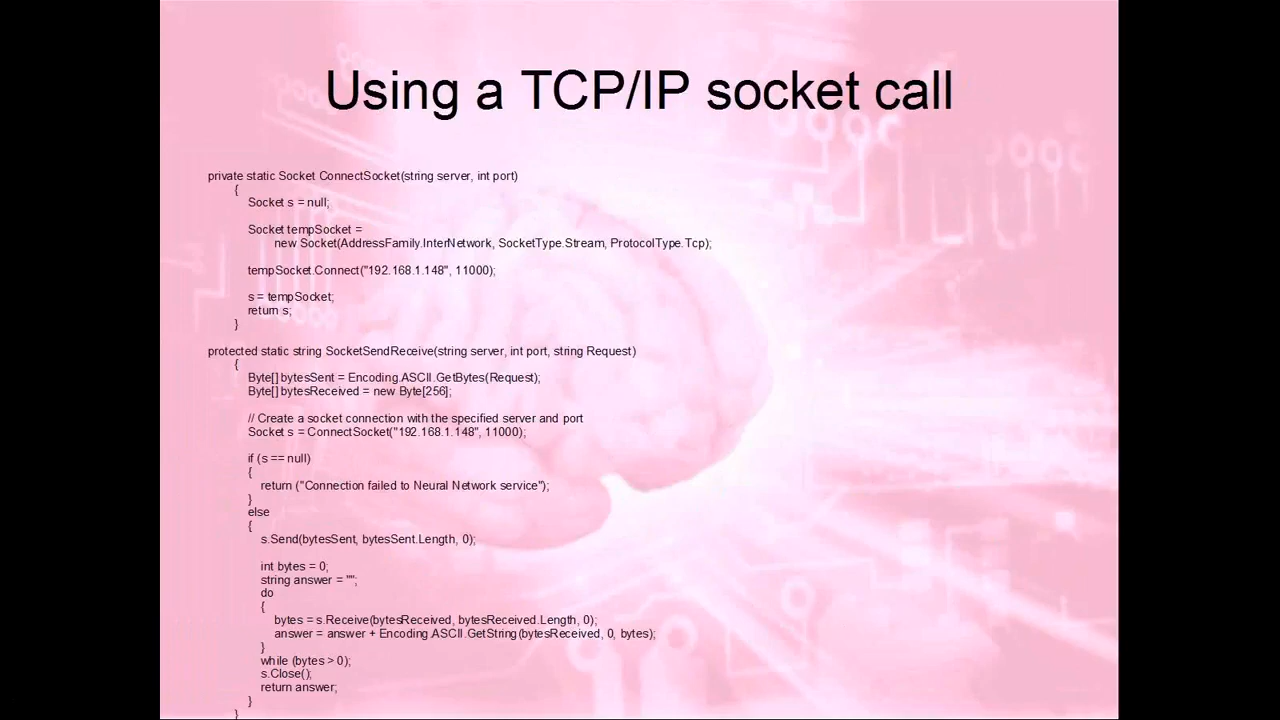 Using a TCP/IP socket call
private static Socket ConnectSocket(string server, int port)
{
Socket s = null;
Socket tempSocket =
new Socket(AddressFamily.InterNetwork, SocketType.Stream, ProtocolType.Tcp);
tempSocket.Connect("192.168.1.148", 11000);
s = tempSocket;
return s;
}
protected static string SocketSendReceive(string server, int port, string Request)
{
Byte[] bytesSent = Encoding.ASCII.GetBytes(Request);
Byte[] bytesReceived = new Byte[256];
// Create a socket connection with the specified server and port
Socket s = ConnectSocket("192.168.1.148", 11000);
if (s == null)
{
return ("Connection failed to Neural Network service");
}
else
{
s.Send(bytesSent, bytesSent.Length, 0);
int bytes = 0;
string answer = "";
do
{
bytes = s.Receive(bytesReceived, bytesReceived.Length, 0);
answer = answer + Encoding.ASCII.GetString(bytesReceived, 0, bytes);
}
while (bytes > 0);
s.Close();
return answer;
}
}